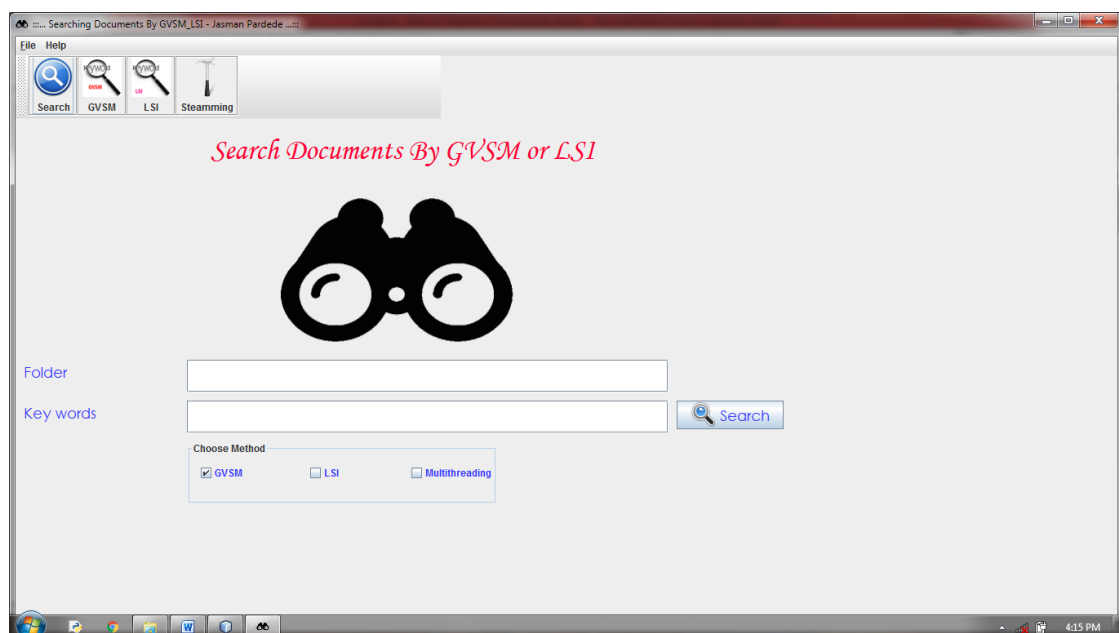 ::... Searching Documents By GVSM_LSI - Jasman Pardede ...::
File Help
Search GVSM LSI Steamming
Search Documents By GVSM or LSI
Folder
Key words
Search
Choose Method
GVSM LSI Multithreading
4:15 PM